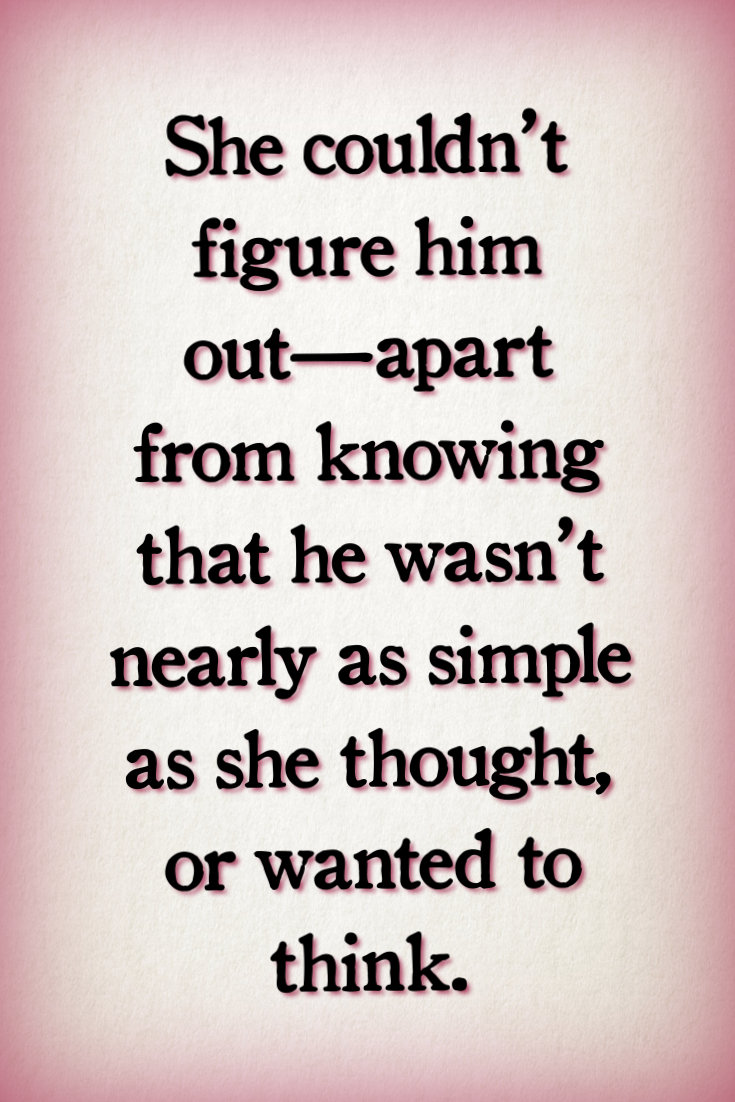 She couldn’t
figure him
out—apart
from knowing
that he wasn’t
nearly as simple
as she thought,
or wanted to
think.